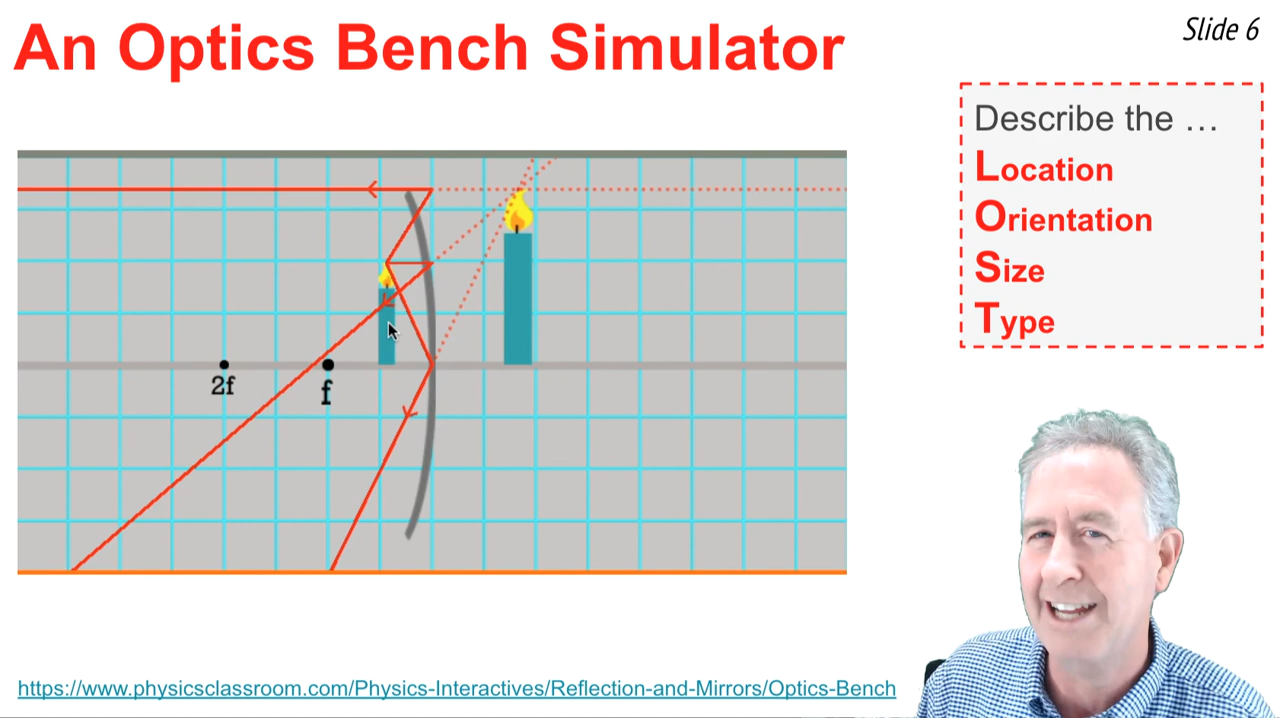 An Optics Bench Simulator
Slide 6
Describe the …
Location
Orientation
Size
Type
2f
f
https://www.physicsclassroom.com/Physics-Interactives/Reflection-and-Mirrors/Optics-Bench